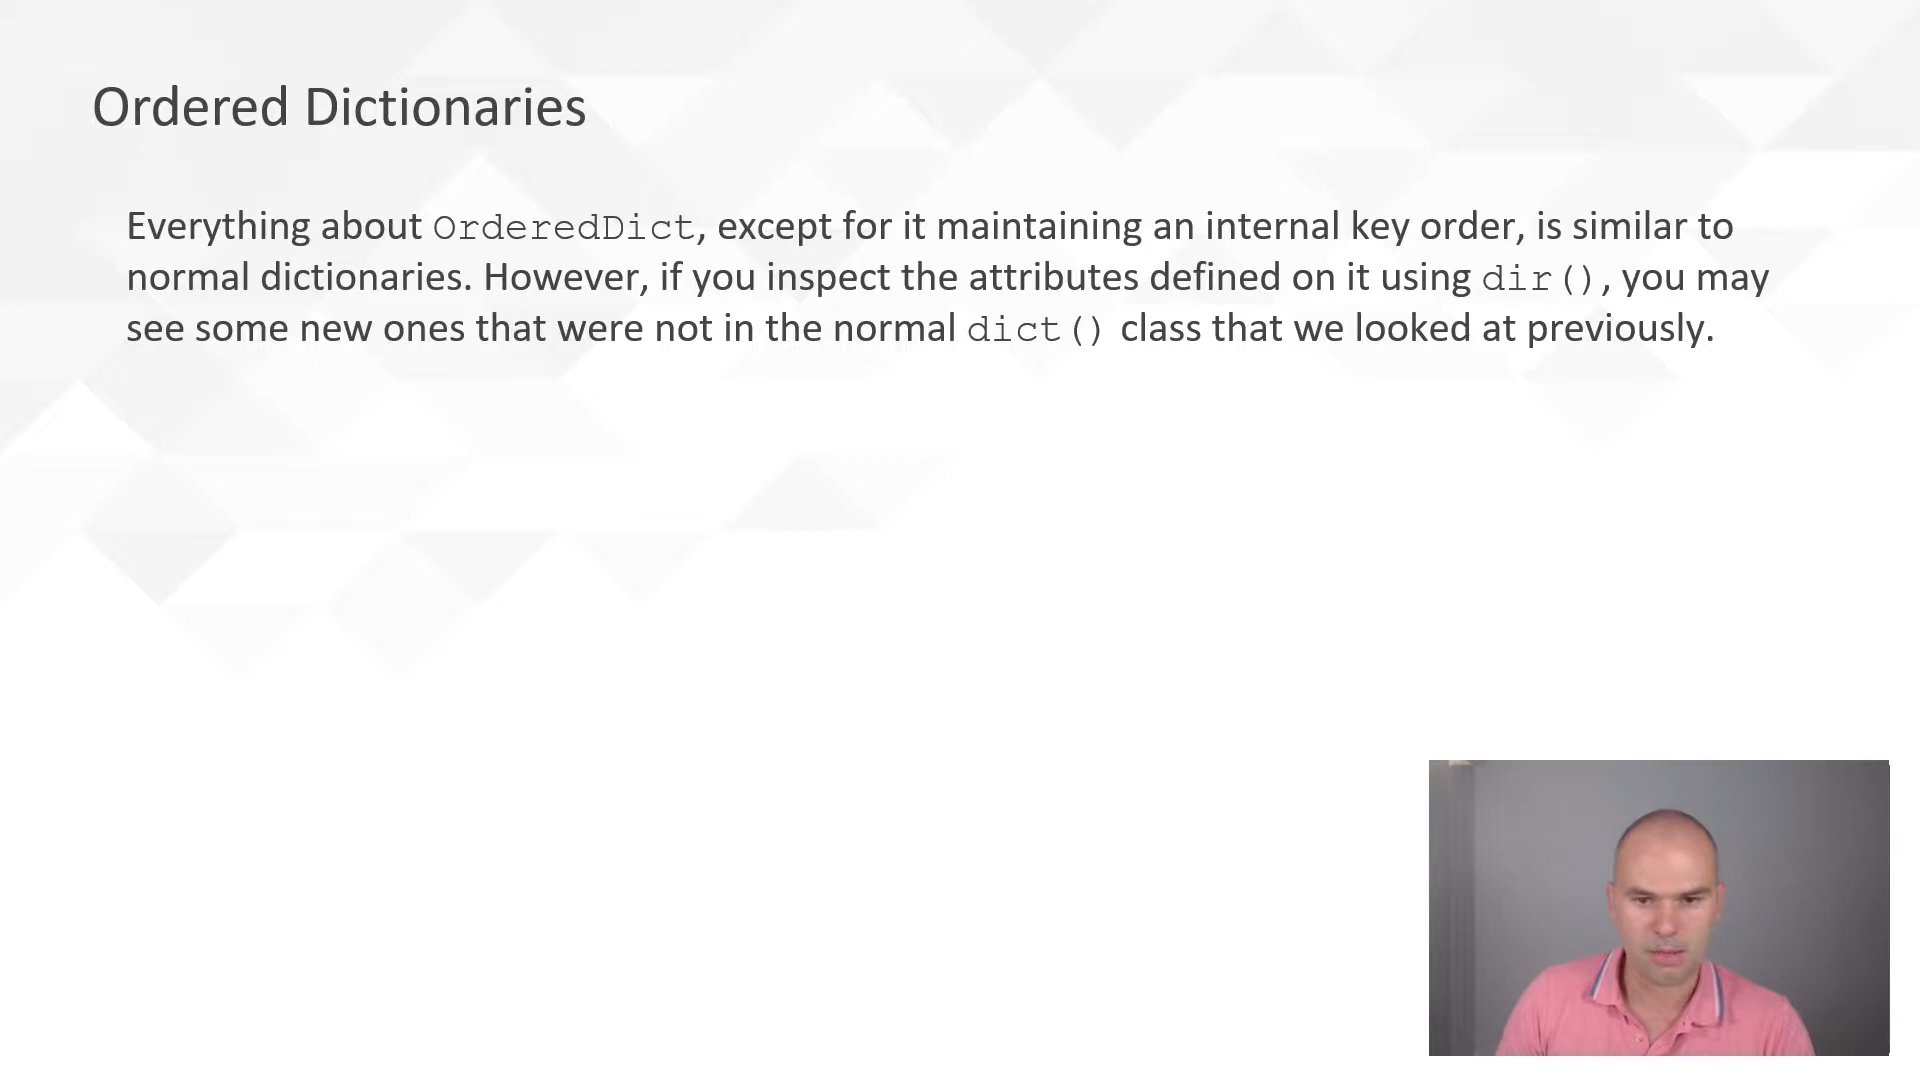 Ordered Dictionaries
Everything about OrderedDict, except for it maintaining an internal key order, is similar to
normal dictionaries. However, if you inspect the attributes defined on it using dir(), you may
see some new ones that were not in the normal dict() class that we looked at previously.